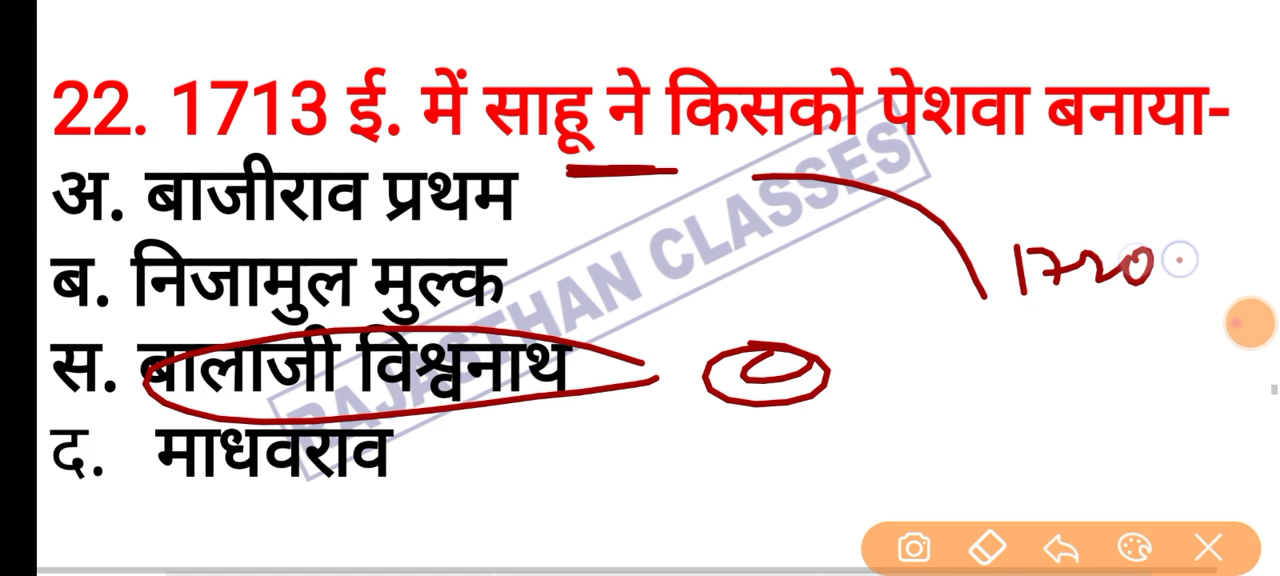 22. 1713 ई. में साहू ने किसको पेशवा बनाया-
अ. बाजीराव प्रथम
1720
ब. निजामुल मुल्क
स. बालाजी विश्वनाथ
द. माधवराव
RAJASTHAN CLASSES